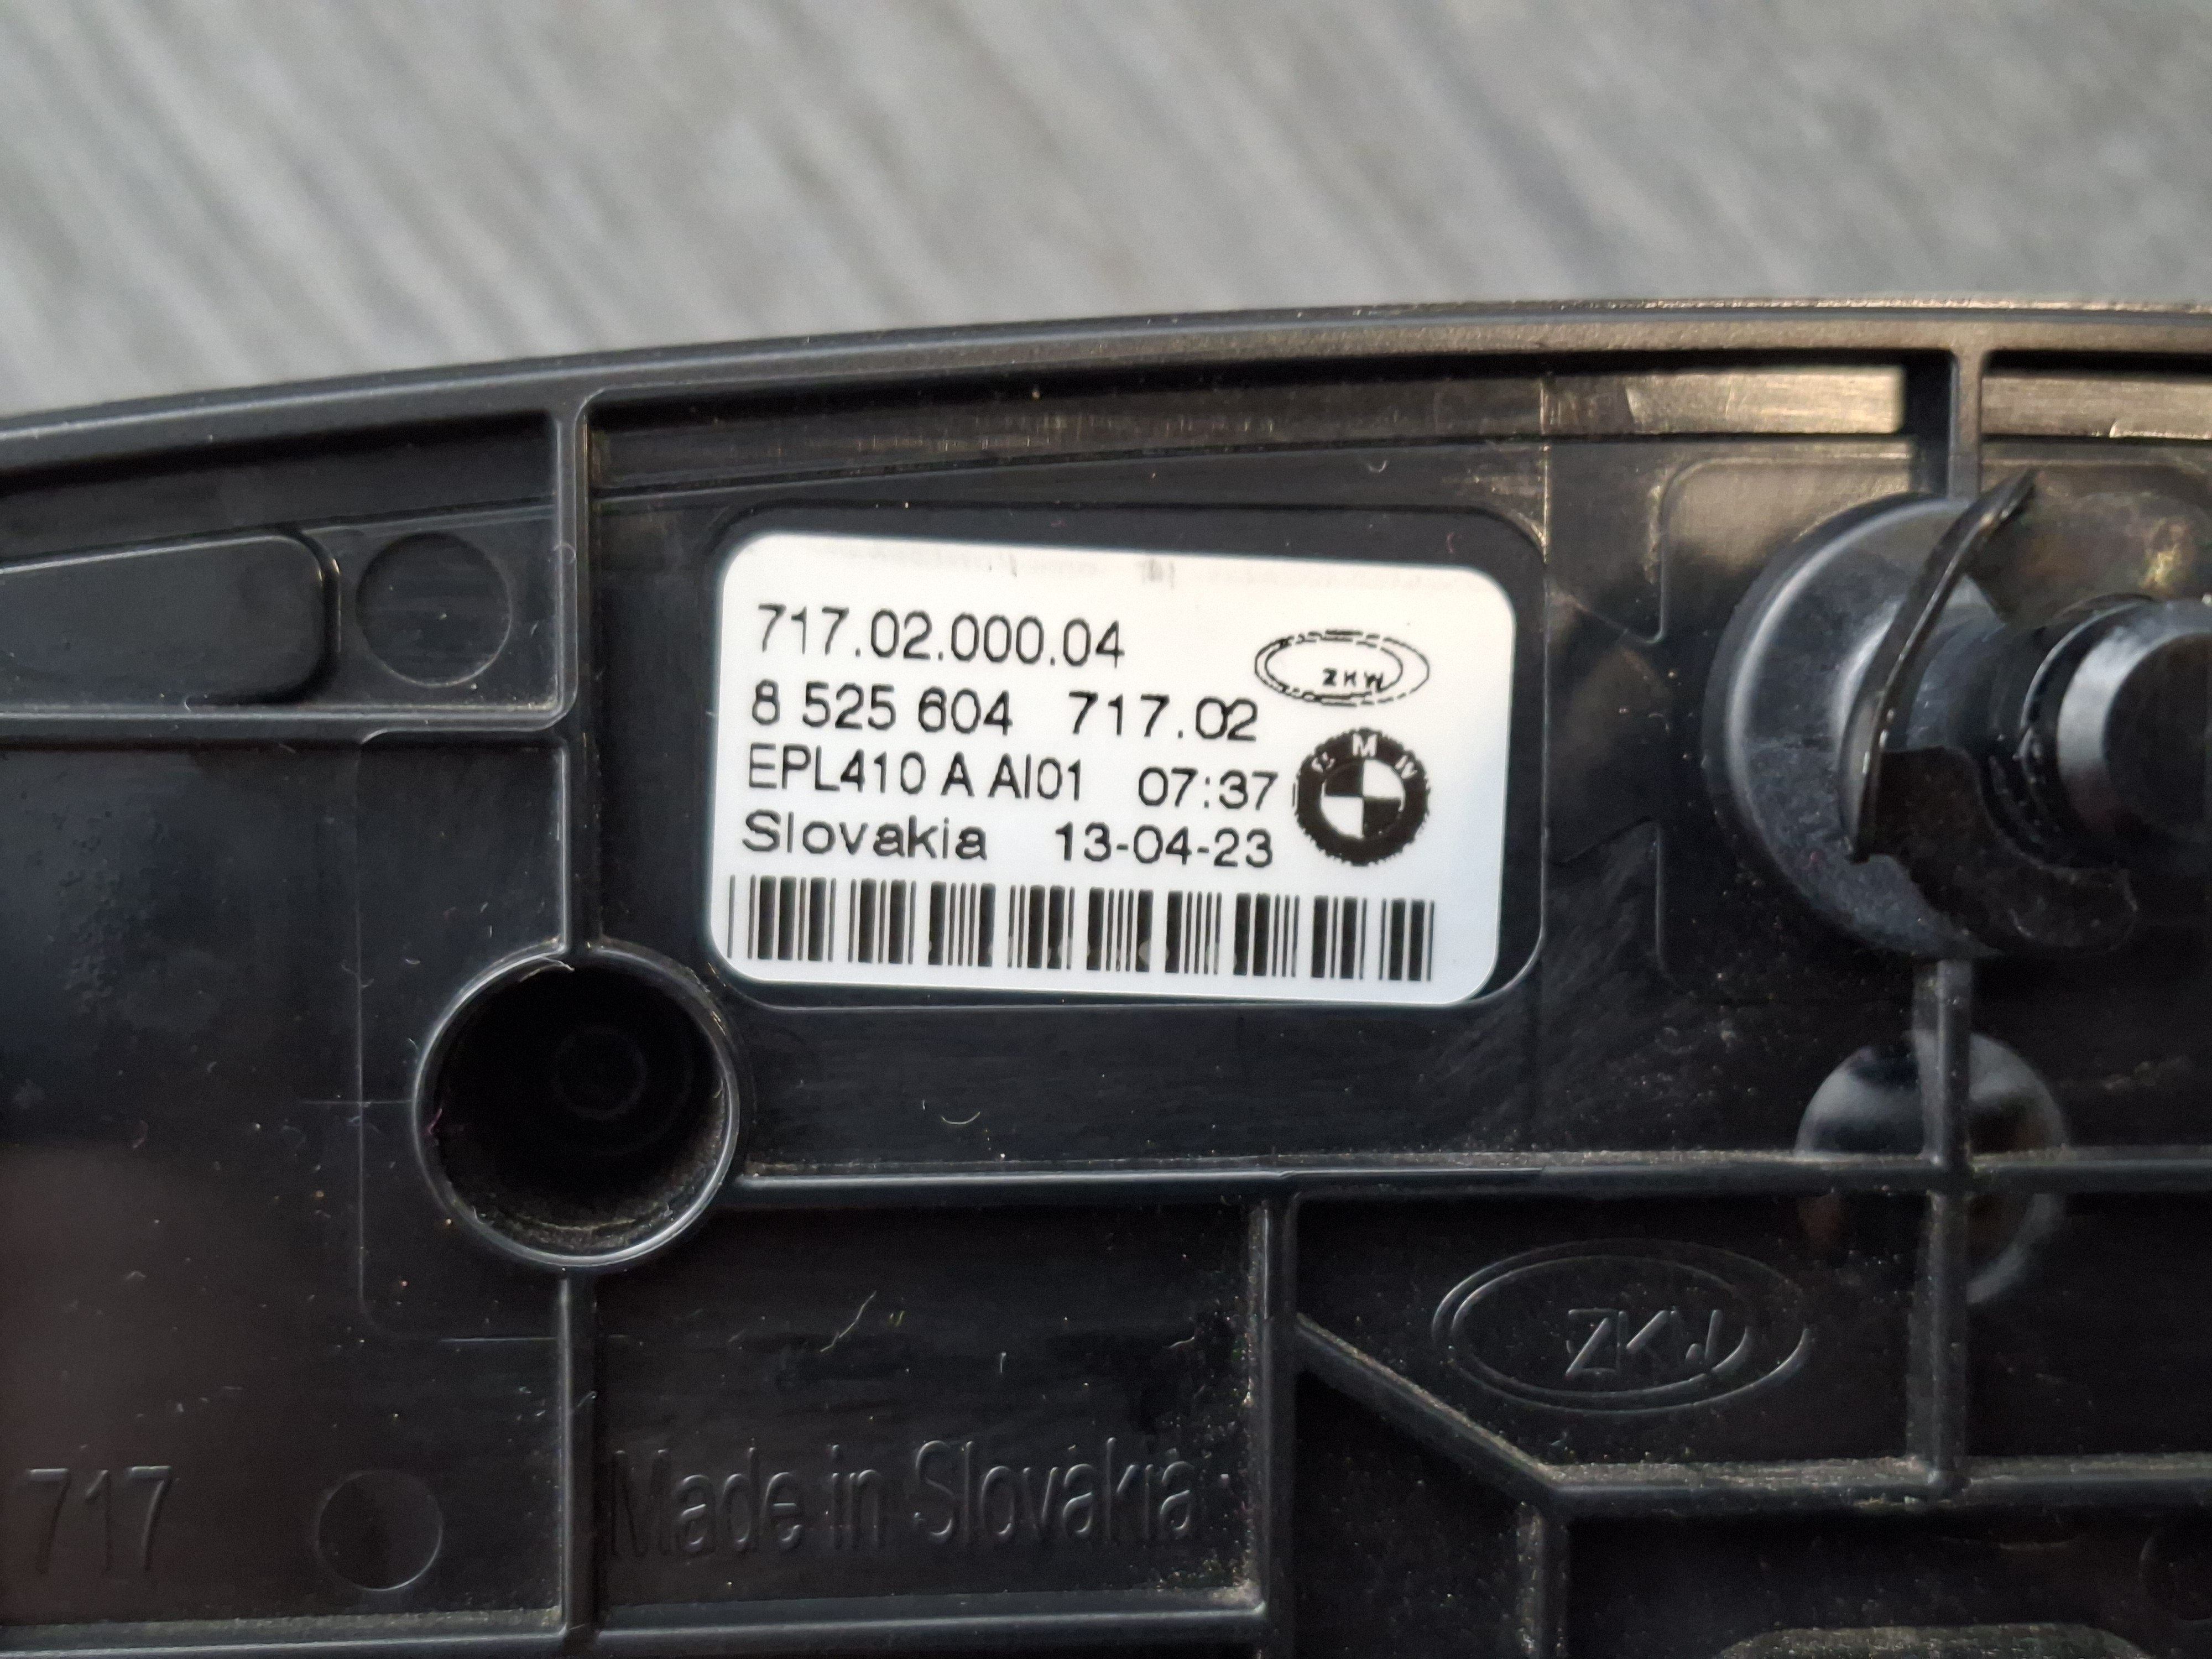 717.02.000.04
ZKW
8 525 604 717.02
EPL410 A AI01 07:37
BMW
Slovakia 13-04-23
ZKW
717
Made in Slovakia